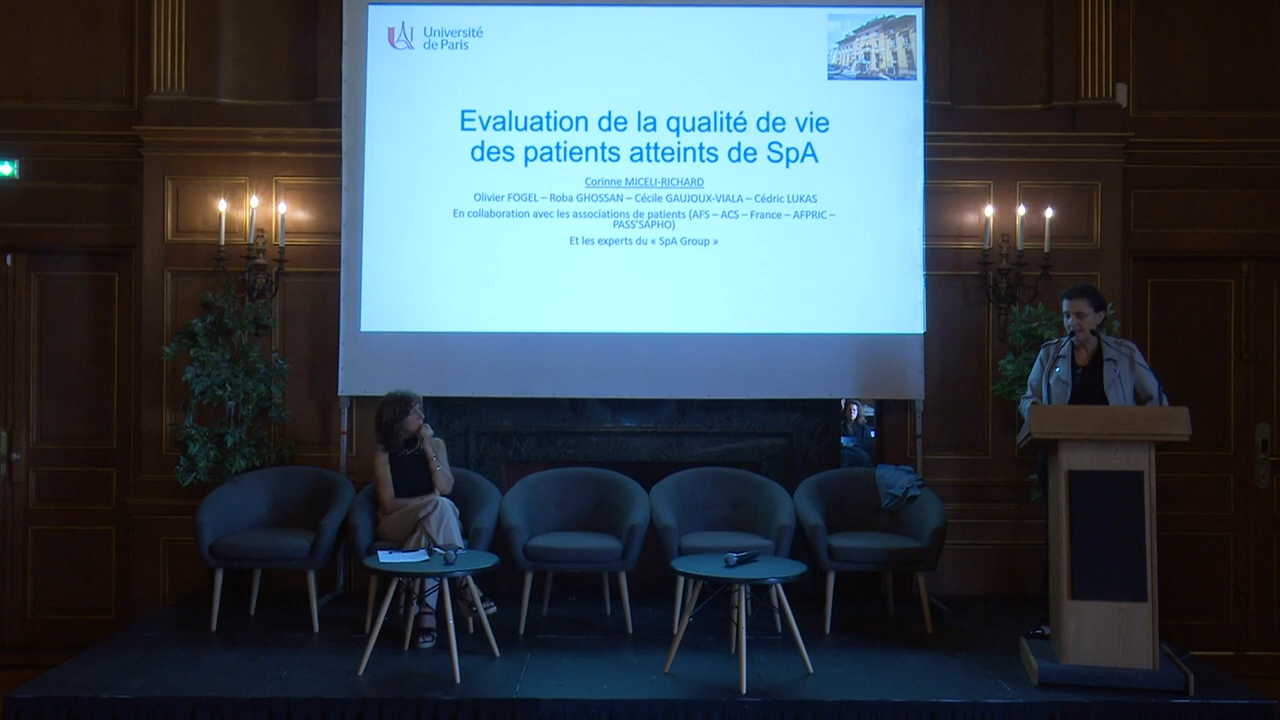 Université
de Paris
Evaluation de la qualité de vie
des patients atteints de SpA
Corinne MICELI-RICHARD
Olivier FOGEL – Roba GHOSSAN – Cécile GAUJOUX-VIALA – Cédric LUKAS
En collaboration avec les associations de patients (AFS – ACS – France – AFPRIC –
PASS'SAPHO)
Et les experts du « SpA Group »